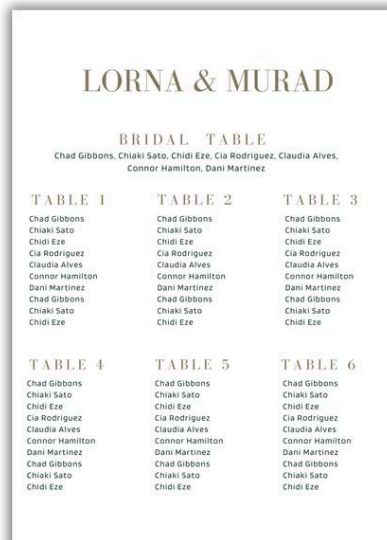 LORNA & MURAD
BRIDAL TABLE
Chad Gibbons, Chiaki Sato, Chidi Eze, Cia Rodriguez, Claudia Alves,
Connor Hamilton, Dani Martinez
TABLE 1
Chad Gibbons
Chiaki Sato
Chidi Eze
Cia Rodriguez
Claudia Alves
Connor Hamilton
Dani Martinez
Chad Gibbons
Chiaki Sato
Chidi Eze
TABLE 2
Chad Gibbons
Chiaki Sato
Chidi Eze
Cia Rodriguez
Claudia Alves
Connor Hamilton
Dani Martinez
Chad Gibbons
Chiaki Sato
Chidi Eze
TABLE 3
Chad Gibbons
Chiaki Sato
Chidi Eze
Cia Rodriguez
Claudia Alves
Connor Hamilton
Dani Martinez
Chad Gibbons
Chiaki Sato
Chidi Eze
TABLE 4
Chad Gibbons
Chiaki Sato
Chidi Eze
Cia Rodriguez
Claudia Alves
Connor Hamilton
Dani Martinez
Chad Gibbons
Chiaki Sato
Chidi Eze
TABLE 5
Chad Gibbons
Chiaki Sato
Chidi Eze
Cia Rodriguez
Claudia Alves
Connor Hamilton
Dani Martinez
Chad Gibbons
Chiaki Sato
Chidi Eze
TABLE 6
Chad Gibbons
Chiaki Sato
Chidi Eze
Cia Rodriguez
Claudia Alves
Connor Hamilton
Dani Martinez
Chad Gibbons
Chiaki Sato
Chidi Eze